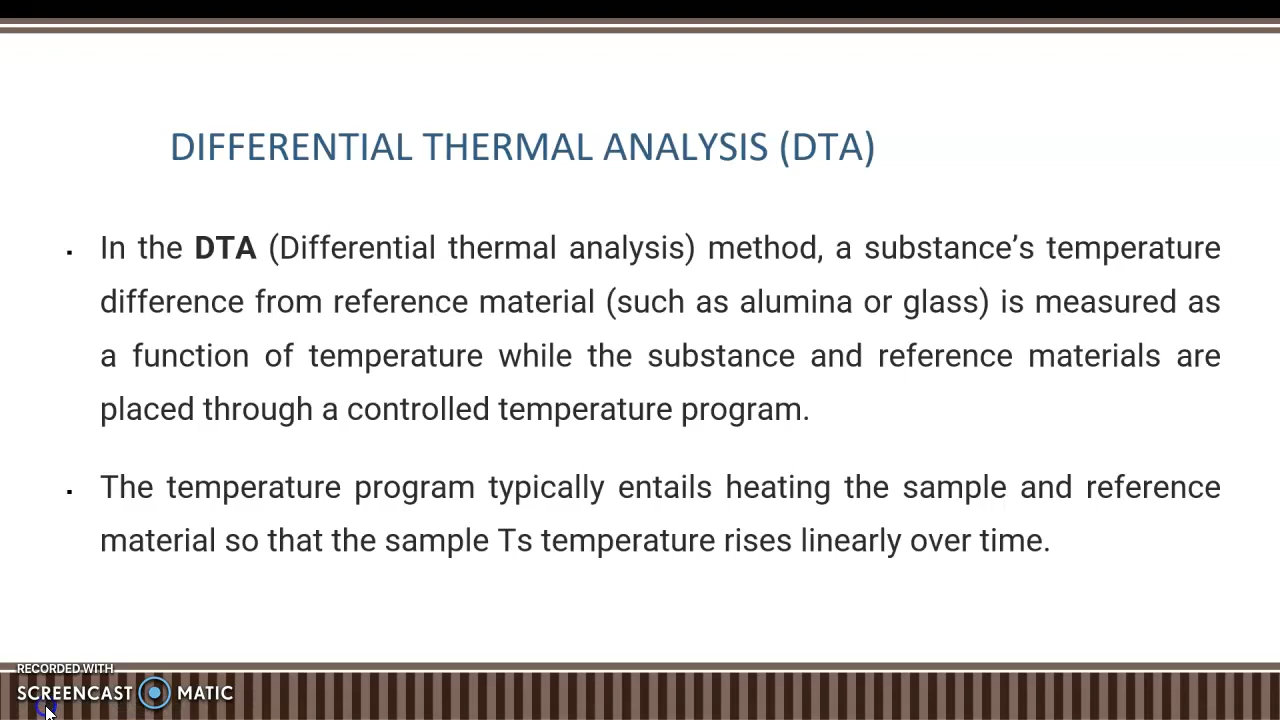 DIFFERENTIAL THERMAL ANALYSIS (DTA)
▪ In the DTA (Differential thermal analysis) method, a substance’s temperature
difference from reference material (such as alumina or glass) is measured as
a function of temperature while the substance and reference materials are
placed through a controlled temperature program.
▪ The temperature program typically entails heating the sample and reference
material so that the sample Ts temperature rises linearly over time.
RECORDED WITH
SCREENCAST MATIC